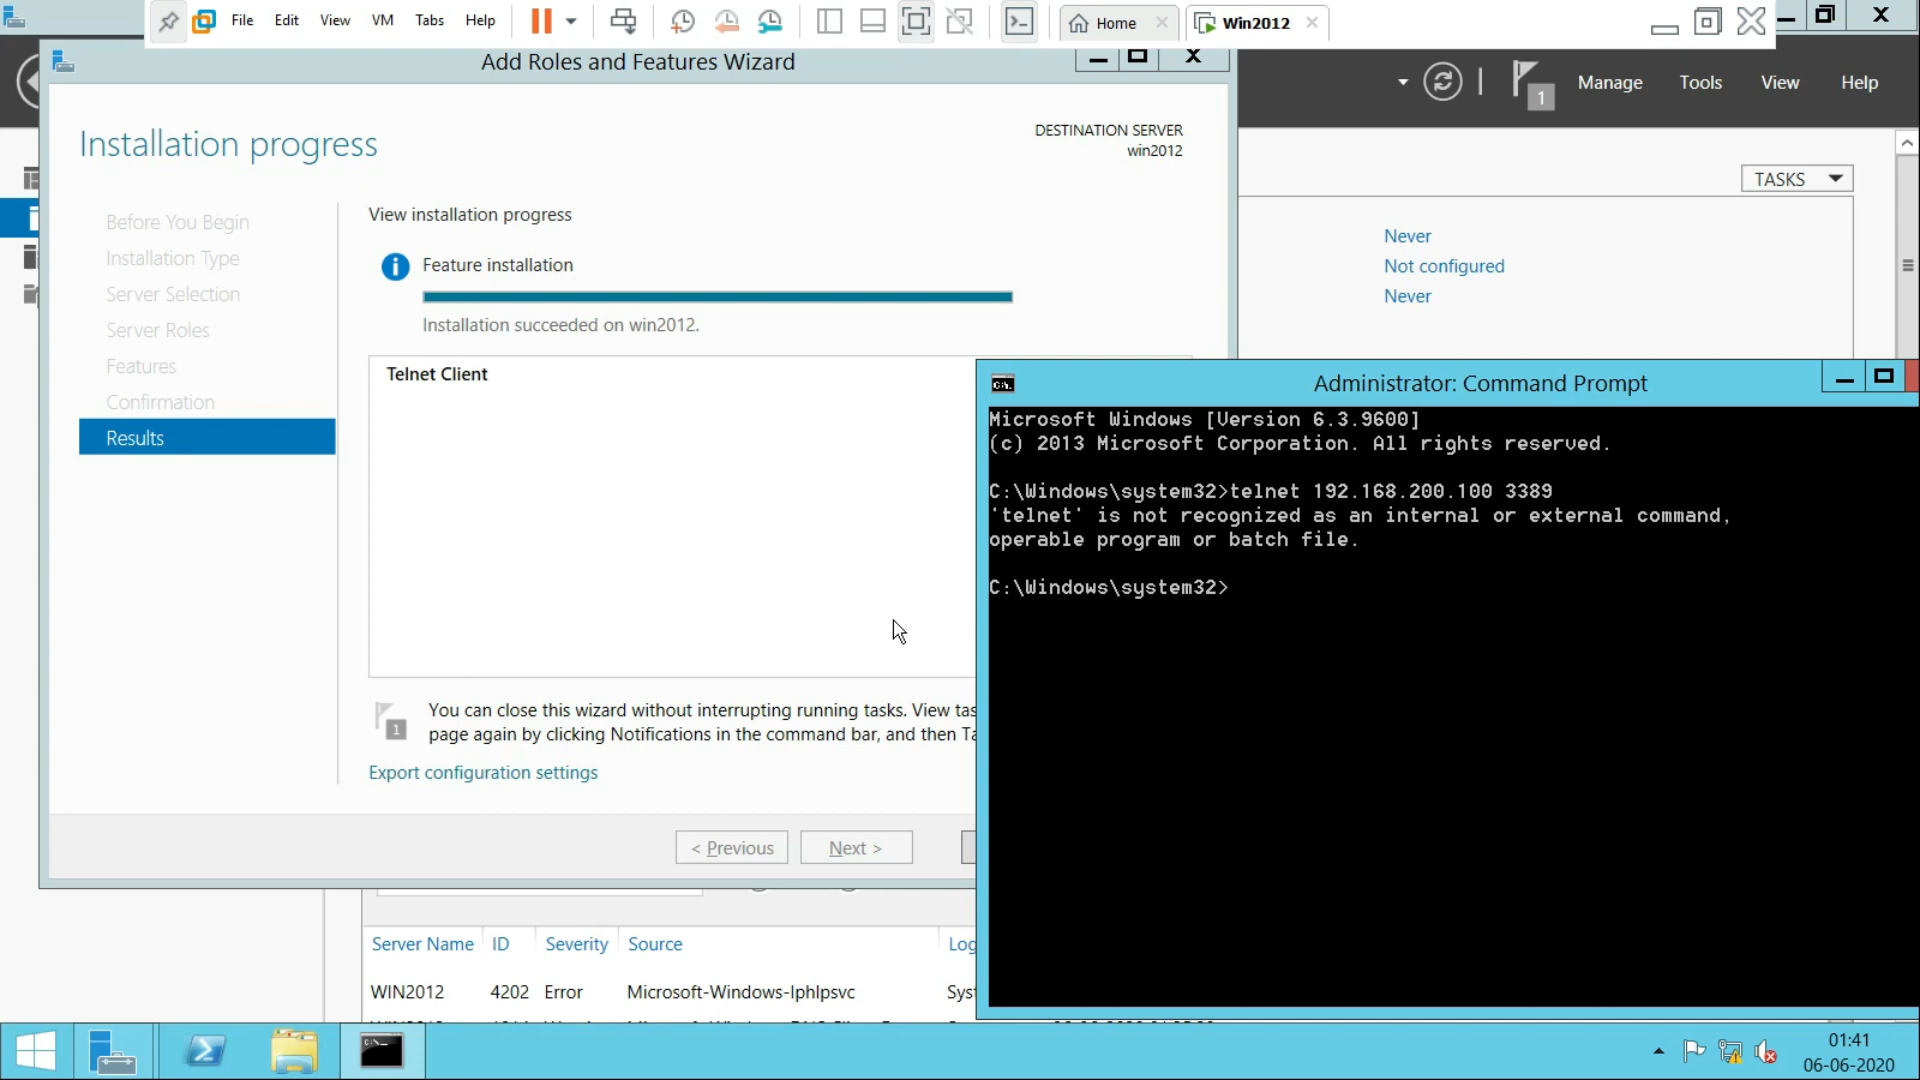 File Edit View VM Tabs Help
Home
Win2012
Add Roles and Features Wizard
1
Manage Tools View Help
Installation progress
DESTINATION SERVER
win2012
TASKS
Before You Begin
Installation Type
Server Selection
Server Roles
Features
Confirmation
Results
View installation progress
Feature installation
Installation succeeded on win2012.
Telnet Client
Never
Not configured
Never
Administrator: Command Prompt
Microsoft Windows [Version 6.3.9600]
(c) 2013 Microsoft Corporation. All rights reserved.
C:\Windows\system32>telnet 192.168.200.100 3389
'telnet' is not recognized as an internal or external command,
operable program or batch file.
C:\Windows\system32>
1
You can close this wizard without interrupting running tasks. View
page again by clicking Notifications in the command bar, and then
Export configuration settings
< Previous
Next >
Server Name ID Severity Source
WIN2012 4202 Error Microsoft-Windows-Iphlpsvc
01:41
06-06-2020